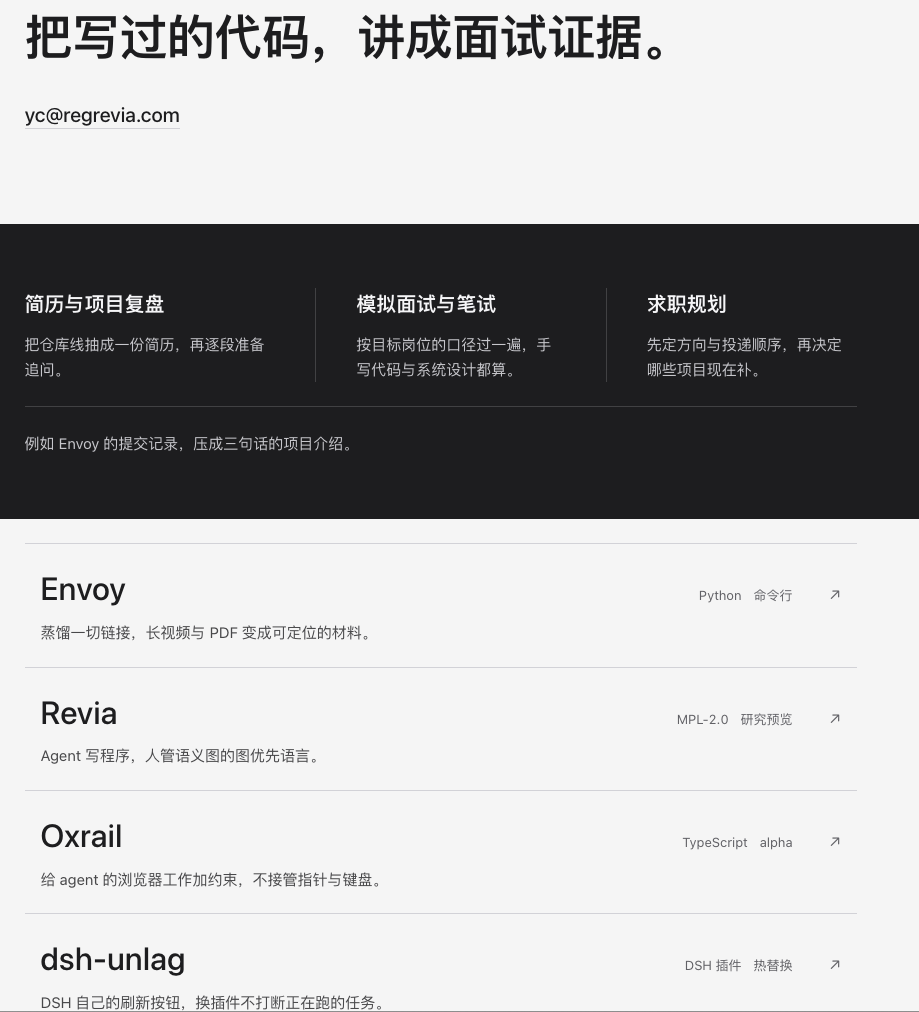 把写过的代码，讲成面试证据。
yc@regrevia.com
简历与项目复盘
把仓库线抽成一份简历，再逐段准备
追问。
模拟面试与笔试
按目标岗位的口径过一遍，手
写代码与系统设计都算。
求职规划
先定方向与投递顺序，再决定
哪些项目现在补。
例如 Envoy 的提交记录，压成三句话的项目介绍。
Envoy
Python 命令行 ↗
蒸馏一切链接，长视频与 PDF 变成可定位的材料。
Revia
MPL-2.0 研究预览 ↗
Agent 写程序，人管语义图的图优先语言。
Oxrail
TypeScript alpha ↗
给 agent 的浏览器工作加约束，不接管指针与键盘。
dsh-unlag
DSH 插件 热替换 ↗
DSH 自己的刷新按钮，换插件不打断正在跑的任务。